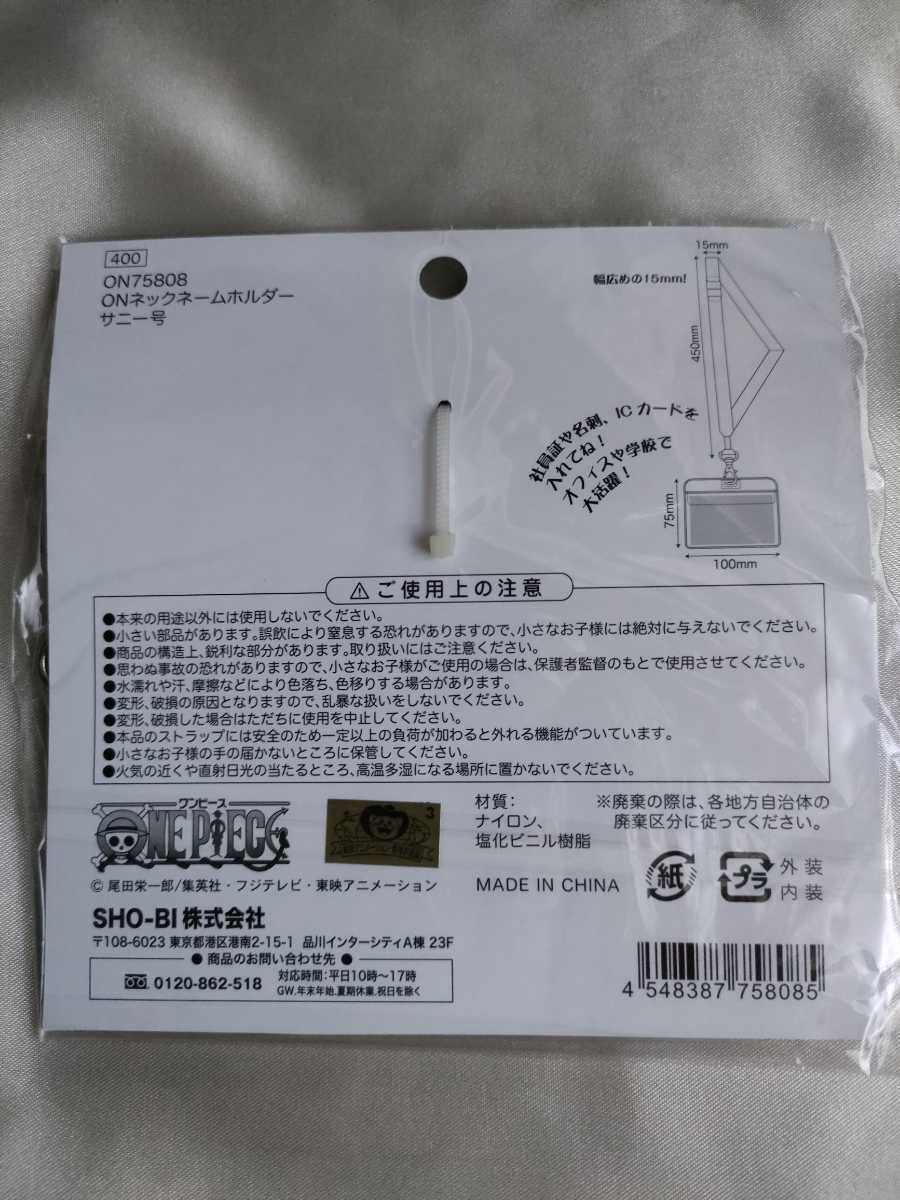 400
ON75808
ONネックネームホルダー
サニー号
15mm
幅広めの15mm!
450mm
社員証や名刺、ICカードを
入れてね!
オフィスや学校で
大活躍!
75mm
100mm
⚠ご使用上の注意
●本来の用途以外には使用しないでください。
●小さい部品があります。誤飲により窒息する恐れがありますので、小さなお子様には絶対に与えないでください。
●商品の構造上、鋭利な部分があります。取り扱いにはご注意ください。
●思わぬ事故の恐れがありますので、小さなお子様がご使用の場合は、保護者監督のもとで使用させてください。
●水濡れや汗、摩擦などにより色落ち、色移りする場合があります。
●変形、破損の原因となりますので、乱暴な扱いをしないでください。
●変形、破損した場合はただちに使用を中止してください。
●本品のストラップには安全のため一定以上の負荷が加わると外れる機能がついています。
●小さなお子様の手の届かないところに保管してください。
●火気の近くや直射日光の当たるところ、高温多湿になる場所に置かないでください。
ワンピース
ONE PIECE
3
© 尾田栄一郎/集英社・フジテレビ・東映アニメーション
SHO-BI株式会社
〒108-6023 東京都港区港南2-15-1 品川インターシティA棟 23F
● 商品のお問い合わせ先 ●
0120-862-518
対応時間:平日10時〜17時
GW.年末年始.夏期休業.祝日を除く
材質:
ナイロン、
塩化ビニル樹脂
※廃棄の際は、各地方自治体の
廃棄区分に従ってください。
MADE IN CHINA
紙
プラ
外装
内装
4 548387 758085